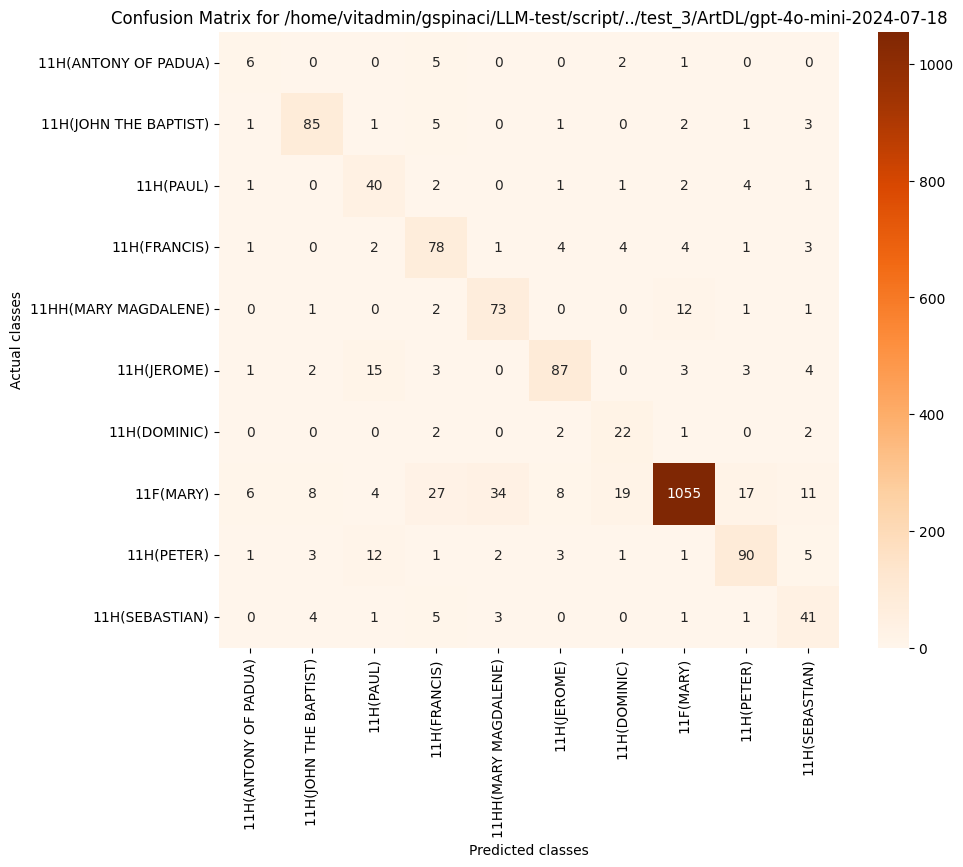 Confusion Matrix for /home/vitadmin/gspinaci/LLM-test/script/../test_3/ArtDL/gpt-4o-mini-2024-07-18
Actual classes
11H(ANTONY OF PADUA) 6 0 0 5 0 0 2 1 0 0
11H(JOHN THE BAPTIST) 1 85 1 5 0 1 0 2 1 3
11H(PAUL) 1 0 40 2 0 1 1 2 4 1
11H(FRANCIS) 1 0 2 78 1 4 4 4 1 3
11HH(MARY MAGDALENE) 0 1 0 2 73 0 0 12 1 1
11H(JEROME) 1 2 15 3 0 87 0 3 3 4
11H(DOMINIC) 0 0 0 2 0 2 22 1 0 2
11F(MARY) 6 8 4 27 34 8 19 1055 17 11
11H(PETER) 1 3 12 1 2 3 1 1 90 5
11H(SEBASTIAN) 0 4 1 5 3 0 0 1 1 41
11H(ANTONY OF PADUA)
11H(JOHN THE BAPTIST)
11H(PAUL)
11H(FRANCIS)
11HH(MARY MAGDALENE)
11H(JEROME)
11H(DOMINIC)
11F(MARY)
11H(PETER)
11H(SEBASTIAN)
Predicted classes
1000
800
600
400
200
0